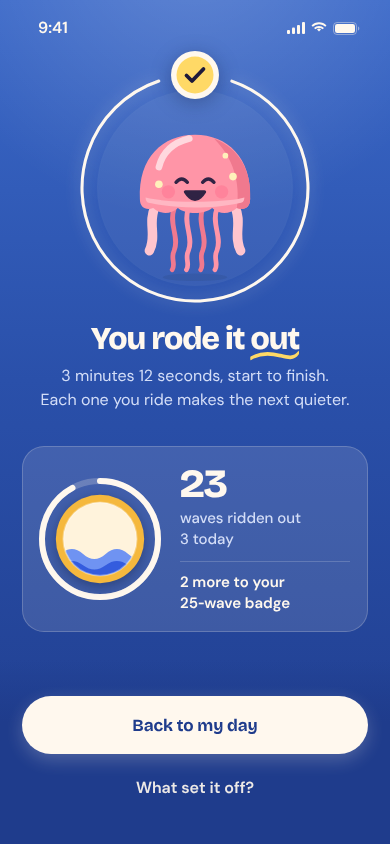 9:41
You rode it out
3 minutes 12 seconds, start to finish.
Each one you ride makes the next quieter.
23
waves ridden out
3 today
2 more to your
25-wave badge
Back to my day
What set it off?